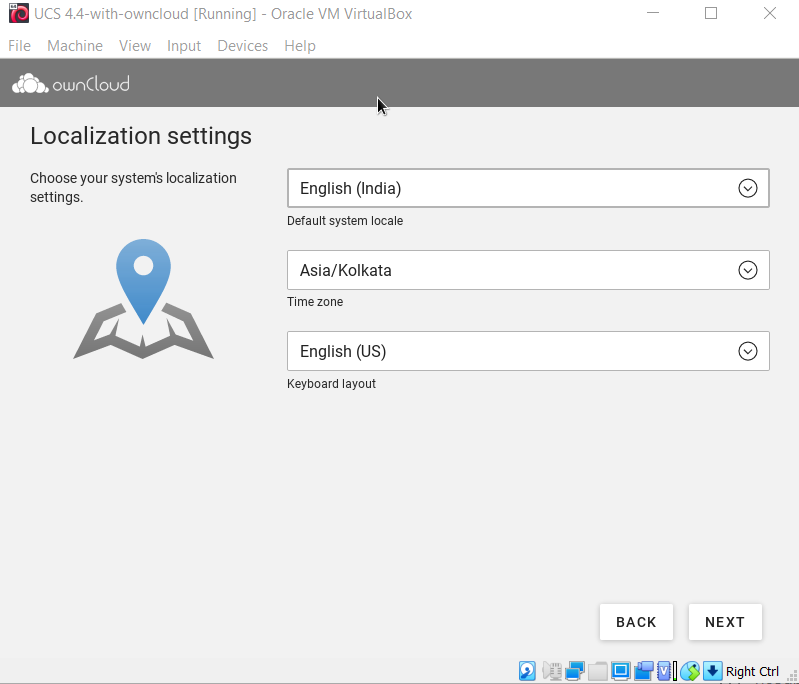 UCS 4.4-with-owncloud [Running] - Oracle VM VirtualBox
File Machine View Input Devices Help
ownCloud
Localization settings
Choose your system's localization
settings.
English (India)
Default system locale
Asia/Kolkata
Time zone
English (US)
Keyboard layout
BACK NEXT
Right Ctrl